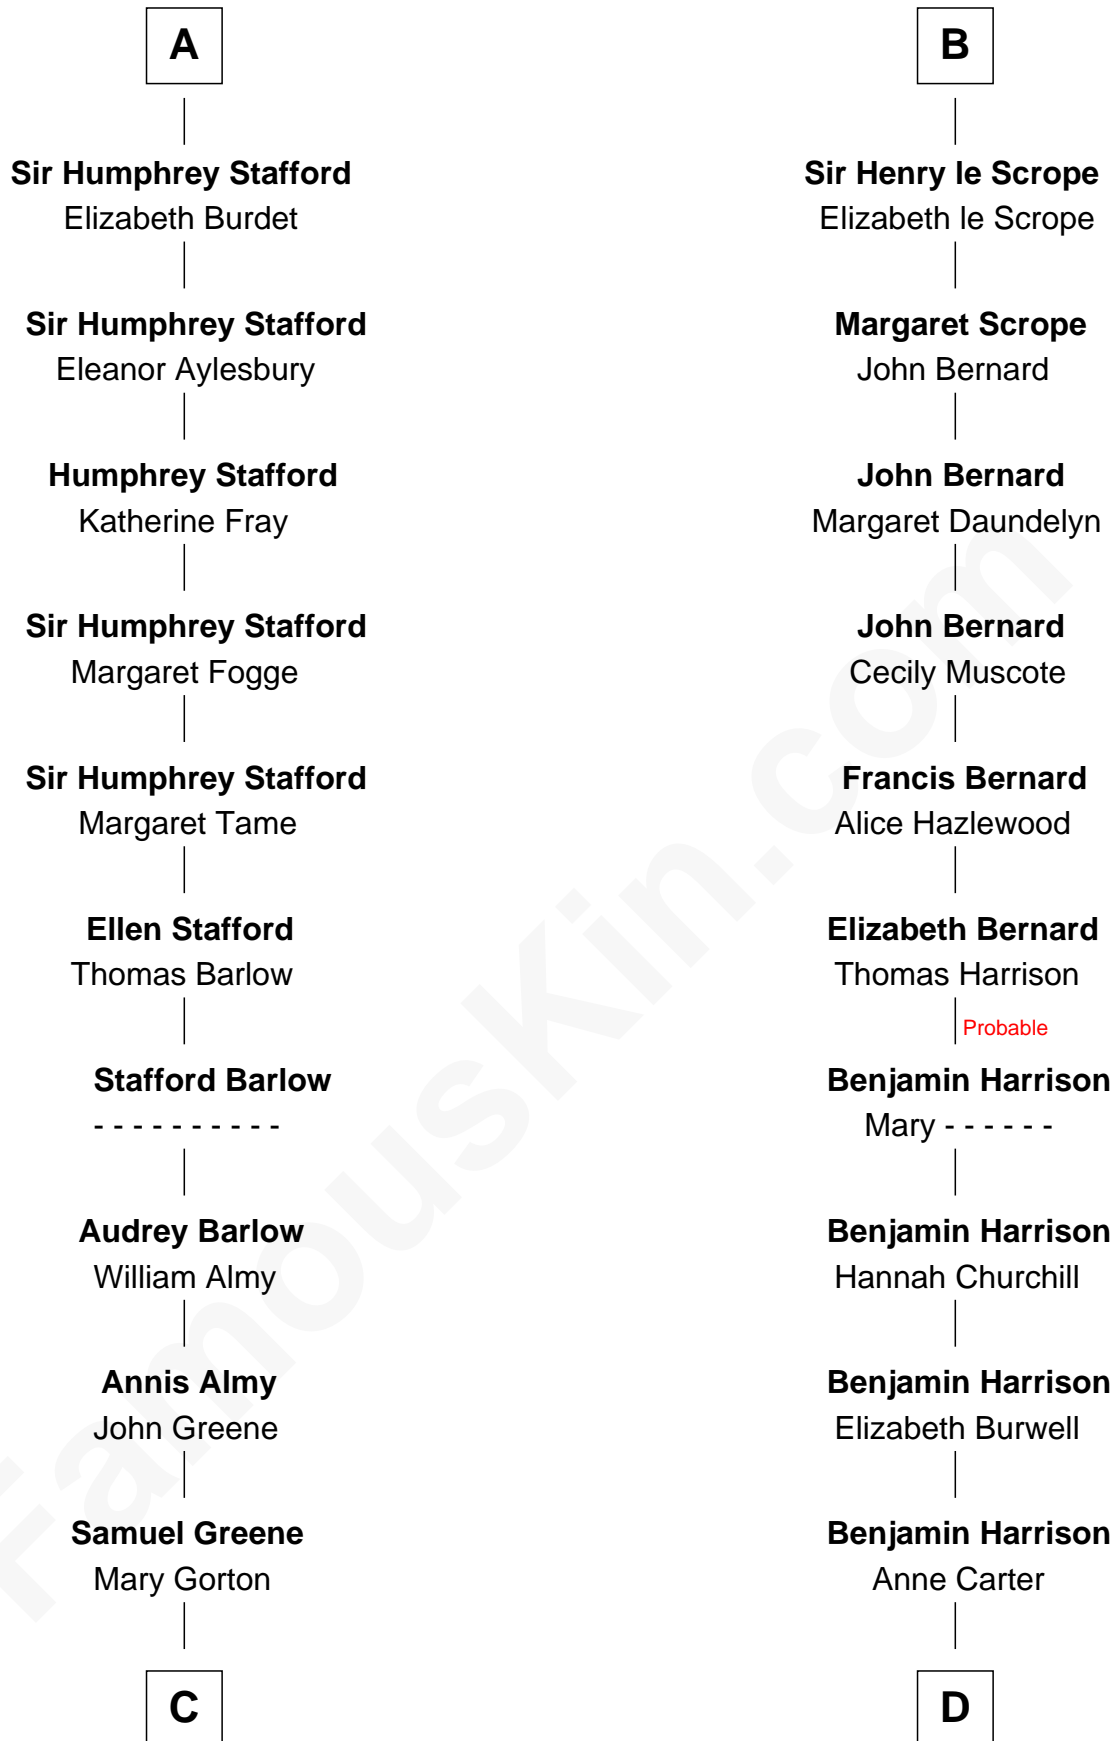 A
Sir Humphrey Stafford
Elizabeth Burdet
Sir Humphrey Stafford
Eleanor Aylesbury
Humphrey Stafford
Katherine Fray
Sir Humphrey Stafford
Margaret Fogge
Sir Humphrey Stafford
Margaret Tame
Ellen Stafford
Thomas Barlow
Stafford Barlow
- - - - - - - - - -
Audrey Barlow
William Almy
Annis Almy
John Greene
Samuel Greene
Mary Gorton
C
B
Sir Henry le Scrope
Elizabeth le Scrope
Margaret Scrope
John Bernard
John Bernard
Margaret Daundelyn
John Bernard
Cecily Muscote
Francis Bernard
Alice Hazlewood
Elizabeth Bernard
Thomas Harrison
Probable
Benjamin Harrison
Mary - - - - - -
Benjamin Harrison
Hannah Churchill
Benjamin Harrison
Elizabeth Burwell
Benjamin Harrison
Anne Carter
D
FamousKin.com